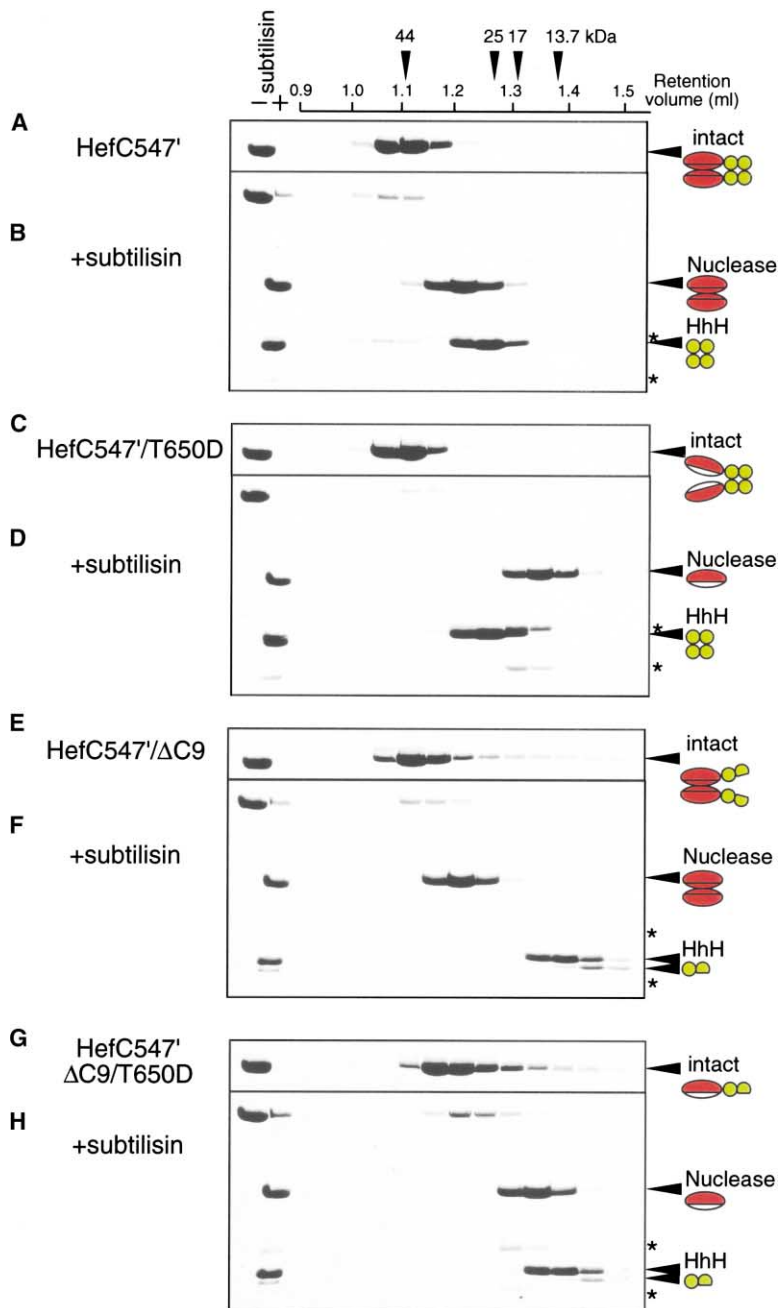 44 25 17 13.7 kDa
subtilisin
− + 0.9 1.0 1.1 1.2 1.3 1.4 1.5 Retention volume (ml)
A
HefC547'
intact
B
+subtilisin
Nuclease
HhH
*
*
C
HefC547'/T650D
intact
D
+subtilisin
Nuclease
HhH
*
*
E
HefC547'/ΔC9
intact
F
+subtilisin
Nuclease
*
HhH
*
G
HefC547'
ΔC9/T650D
intact
H
+subtilisin
Nuclease
*
HhH
*